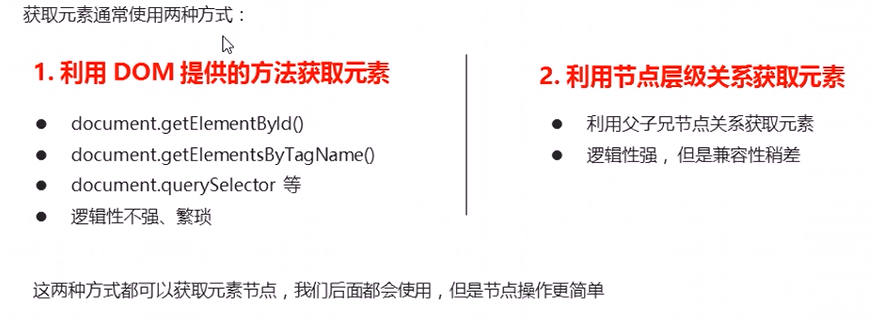 获取元素通常使用两种方式：
1. 利用 DOM 提供的方法获取元素
● document.getElementById()
● document.getElementsByTagName()
● document.querySelector 等
● 逻辑性不强、繁琐
2. 利用节点层级关系获取元素
● 利用父子兄节点关系获取元素
● 逻辑性强，但是兼容性稍差
这两种方式都可以获取元素节点，我们后面都会使用，但是节点操作更简单